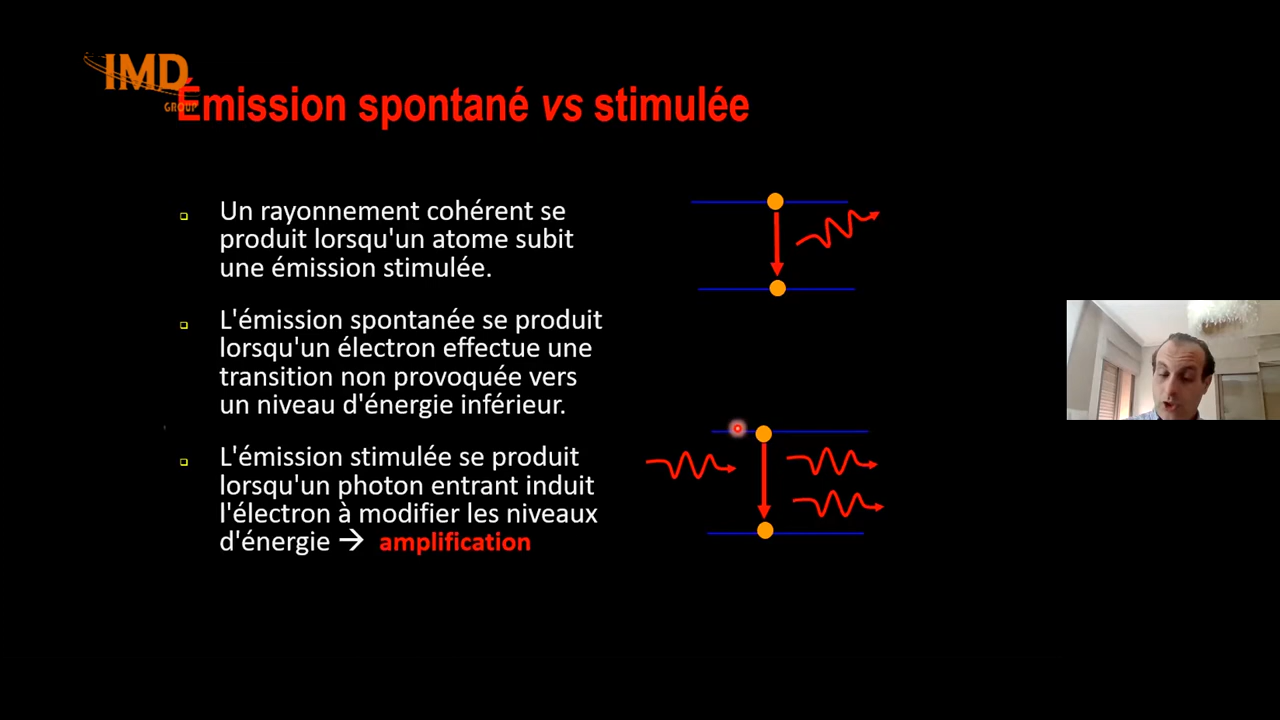 IMD
GROUP
Émission spontané vs stimulée
Un rayonnement cohérent se
produit lorsqu'un atome subit
une émission stimulée.
L'émission spontanée se produit
lorsqu'un électron effectue une
transition non provoquée vers
un niveau d'énergie inférieur.
L'émission stimulée se produit
lorsqu'un photon entrant induit
l'électron à modifier les niveaux
d'énergie → amplification